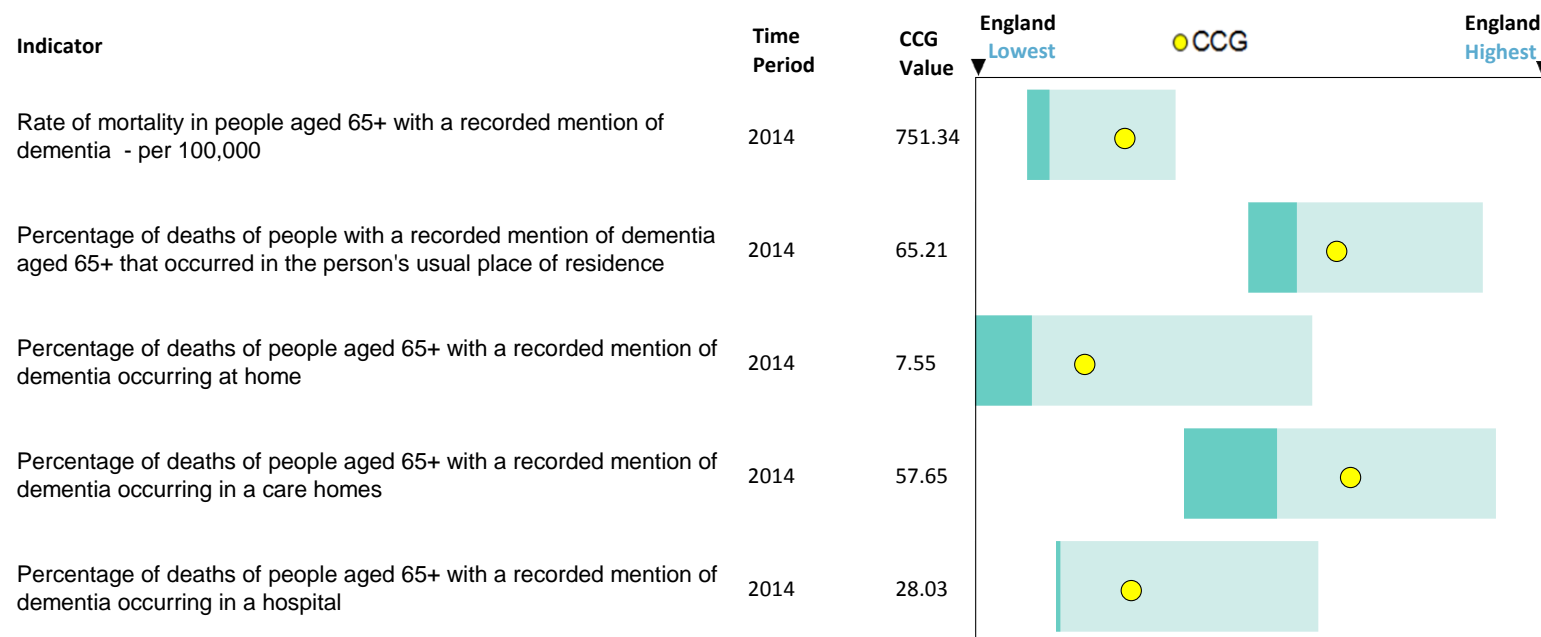 Indicator
Time
Period
CCG
Value
England
Lowest
CCG
England
Highest
Rate of mortality in people aged 65+ with a recorded mention of
dementia - per 100,000
2014
751.34
Percentage of deaths of people with a recorded mention of dementia
aged 65+ that occurred in the person's usual place of residence
2014
65.21
Percentage of deaths of people aged 65+ with a recorded mention of
dementia occurring at home
2014
7.55
Percentage of deaths of people aged 65+ with a recorded mention of
dementia occurring in a care homes
2014
57.65
Percentage of deaths of people aged 65+ with a recorded mention of
dementia occurring in a hospital
2014
28.03